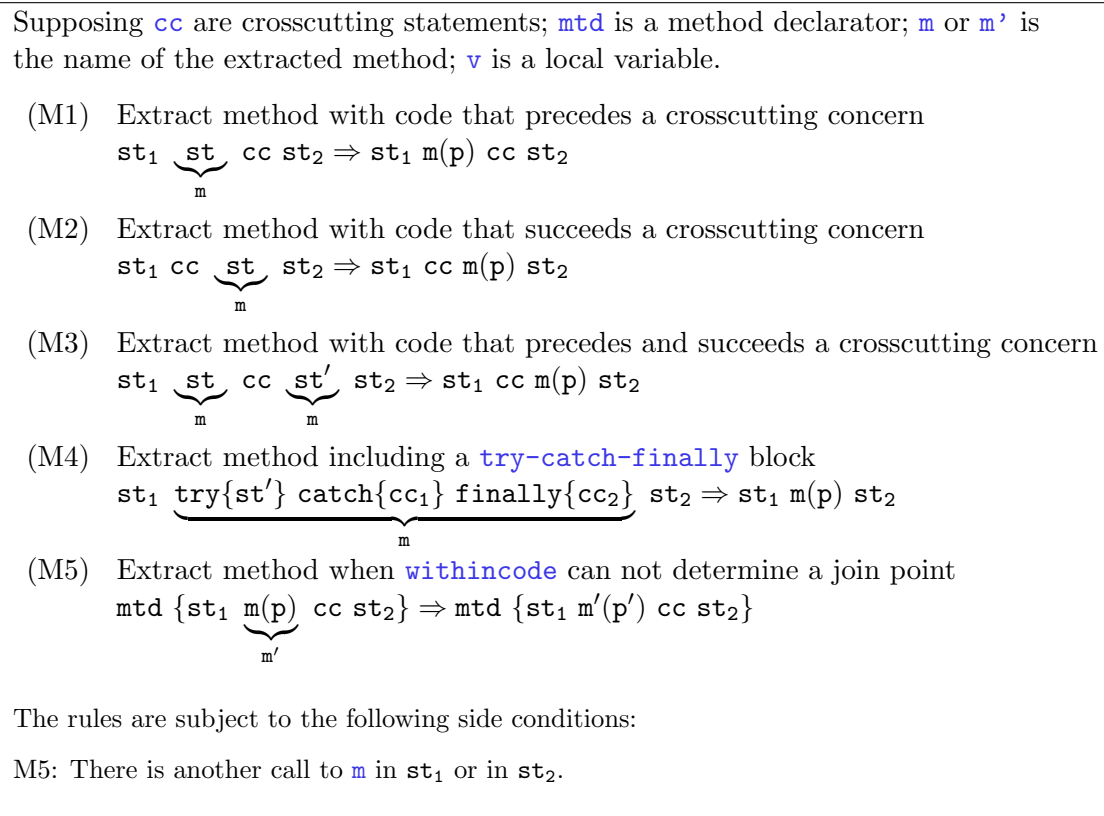 Supposing cc are crosscutting statements; mtd is a method declarator; m or m’ is
the name of the extracted method; v is a local variable.
(M1) Extract method with code that precedes a crosscutting concern
st₁ st cc st₂ ⇒ st₁ m(p) cc st₂
m
(M2) Extract method with code that succeeds a crosscutting concern
st₁ cc st st₂ ⇒ st₁ cc m(p) st₂
m
(M3) Extract method with code that precedes and succeeds a crosscutting concern
st₁ st cc st′ st₂ ⇒ st₁ cc m(p) st₂
m m
(M4) Extract method including a try-catch-finally block
st₁ try{st′} catch{cc₁} finally{cc₂} st₂ ⇒ st₁ m(p) st₂
m
(M5) Extract method when withincode can not determine a join point
mtd {st₁ m(p) cc st₂} ⇒ mtd {st₁ m′(p′) cc st₂}
m′
The rules are subject to the following side conditions:
M5: There is another call to m in st₁ or in st₂.